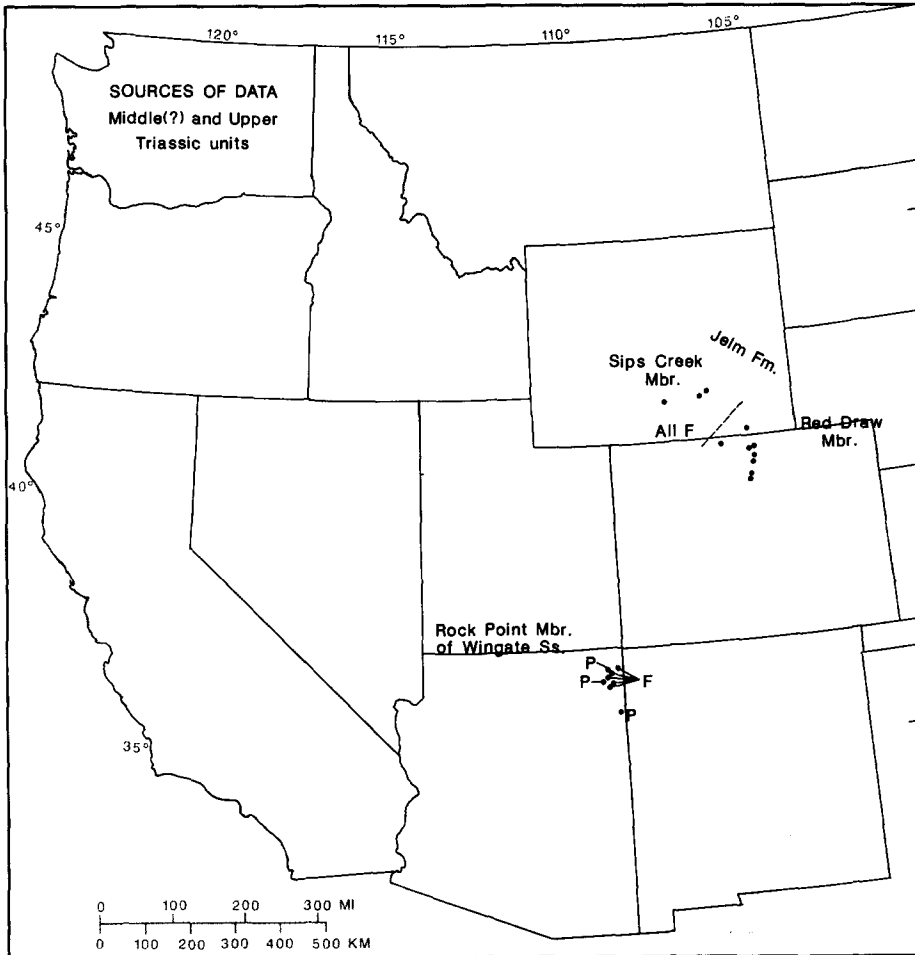 120°
115°
110°
105°
SOURCES OF DATA
Middle(?) and Upper
Triassic units
45°
Jelm Fm.
Sips Creek
Mbr.
All F
Red Draw
Mbr.
40°
Rock Point Mbr.
of Wingate Ss.
P
P
F
P
35°
0 100 200 300 MI
0 100 200 300 400 500 KM